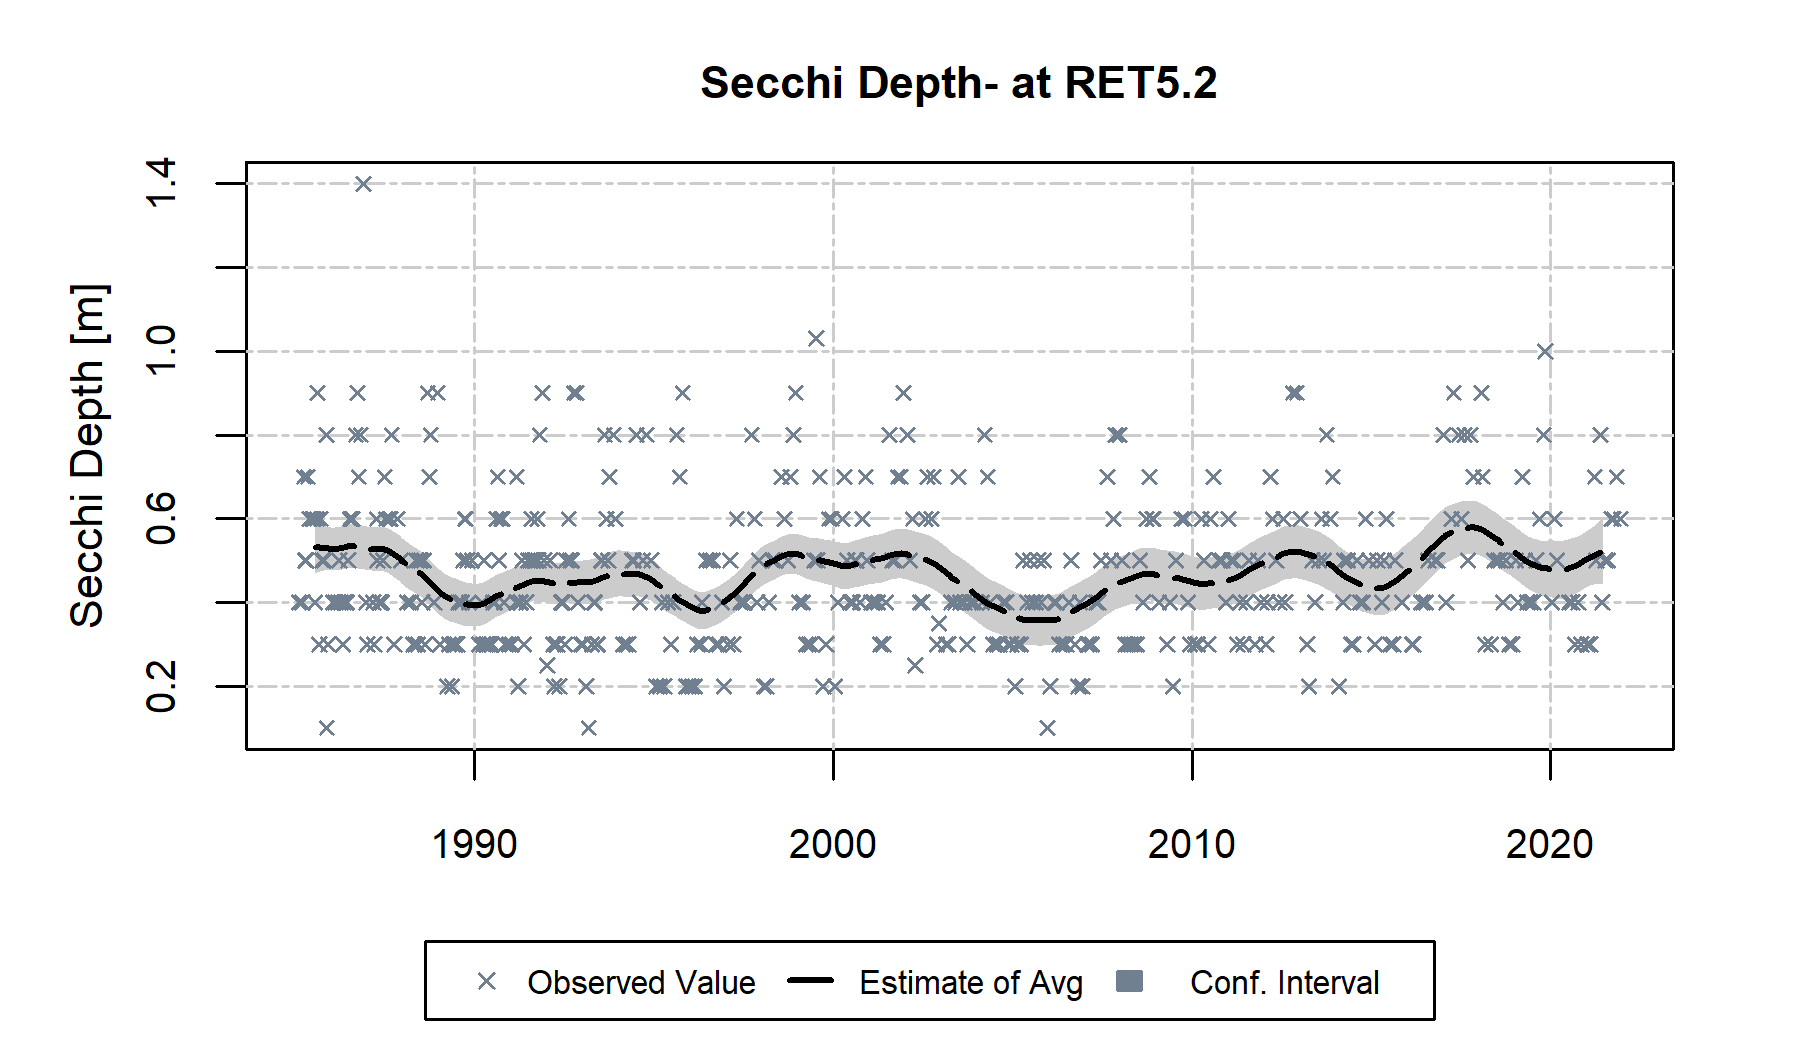 Secchi Depth- at RET5.2
Secchi Depth [m]
1.4
1.0
0.6
0.2
1990 2000 2010 2020
Observed Value Estimate of Avg Conf. Interval